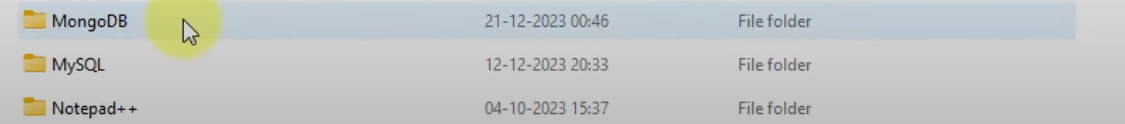 MongoDB 21-12-2023 00:46 File folder
MySQL 12-12-2023 20:33 File folder
Notepad++ 04-10-2023 15:37 File folder